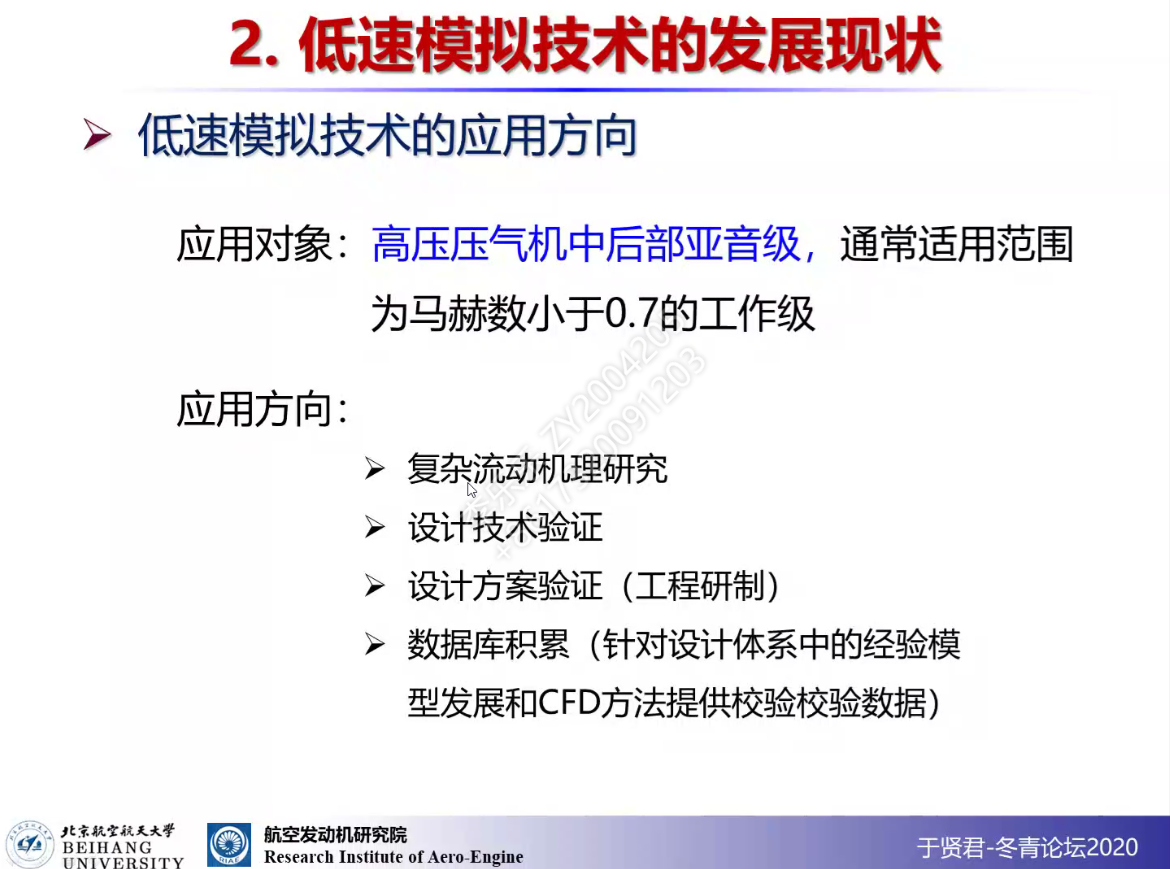 2. 低速模拟技术的发展现状
低速模拟技术的应用方向
应用对象：高压压气机中后部亚音级，通常适用范围
为马赫数小于0.7的工作级
应用方向：
复杂流动机理研究
设计技术验证
设计方案验证（工程研制）
数据库积累（针对设计体系中的经验模
型发展和CFD方法提供校验校验数据）
北京航空航天大学
BEIHANG
UNIVERSITY
航空发动机研究院
Research Institute of Aero-Engine
于贤君-冬青论坛2020